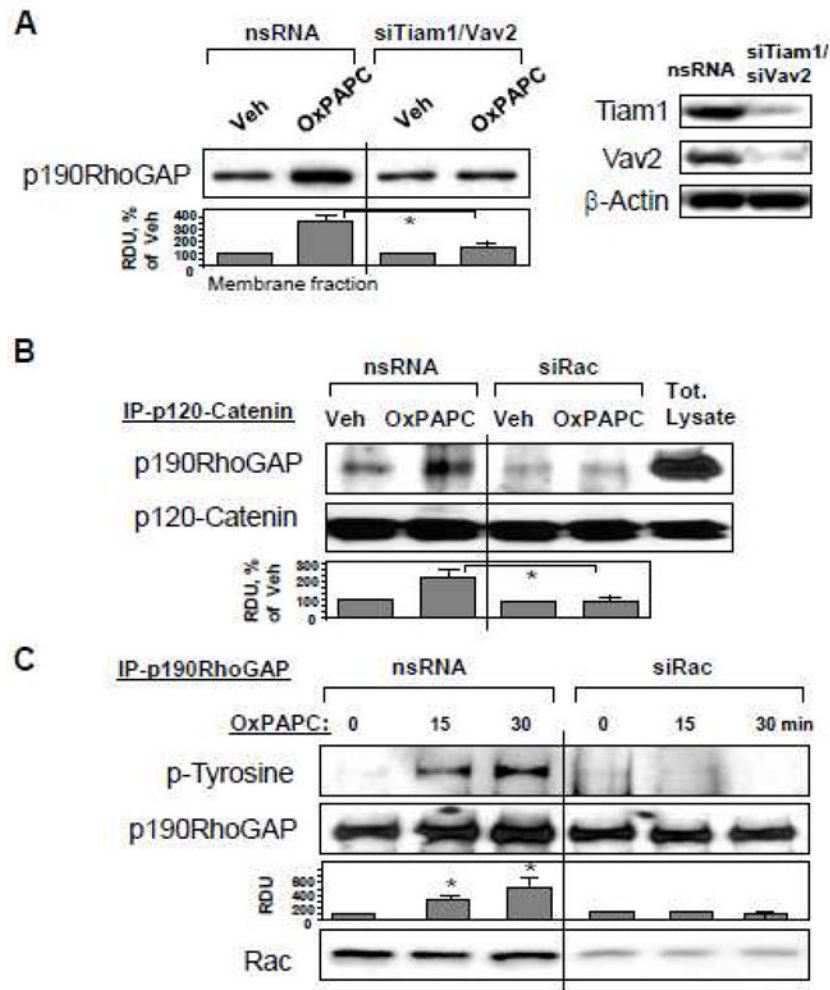 A
nsRNA siTiam1/Vav2
Veh OxPAPC Veh OxPAPC
p190RhoGAP
RDU, % of Veh
400
300
200
100
0
*
Membrane fraction
nsRNA siTiam1/ siVav2
Tiam1
Vav2
β-Actin
B
nsRNA siRac Tot. Lysate
IP-p120-Catenin Veh OxPAPC Veh OxPAPC
p190RhoGAP
p120-Catenin
RDU, % of Veh
300
200
100
0
*
C
IP-p190RhoGAP nsRNA siRac
OxPAPC: 0 15 30 0 15 30 min
p-Tyrosine
p190RhoGAP
RDU
600
400
200
0
* *
Rac